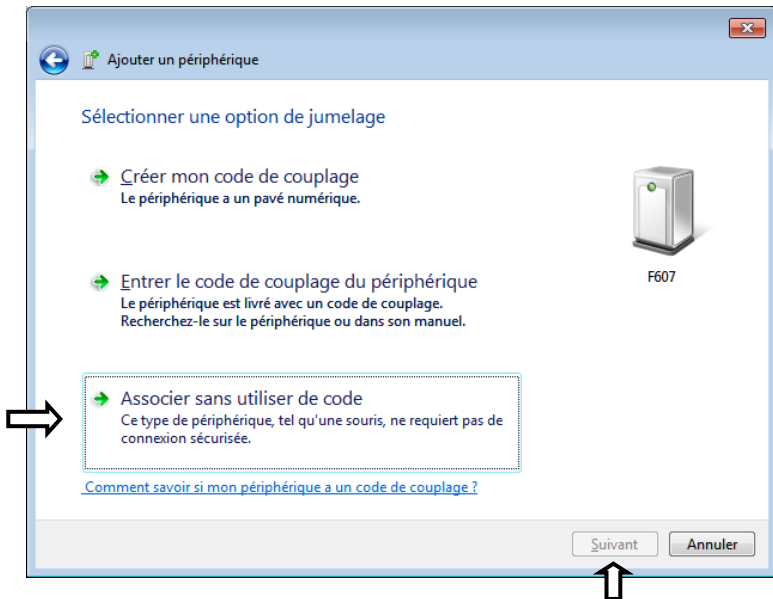 Ajouter un périphérique
Sélectionner une option de jumelage
Créer mon code de couplage
Le périphérique a un pavé numérique.
Entrer le code de couplage du périphérique
Le périphérique est livré avec un code de couplage.
Recherchez-le sur le périphérique ou dans son manuel.
F607
Associer sans utiliser de code
Ce type de périphérique, tel qu'une souris, ne requiert pas de
connexion sécurisée.
Comment savoir si mon périphérique a un code de couplage ?
Suivant
Annuler